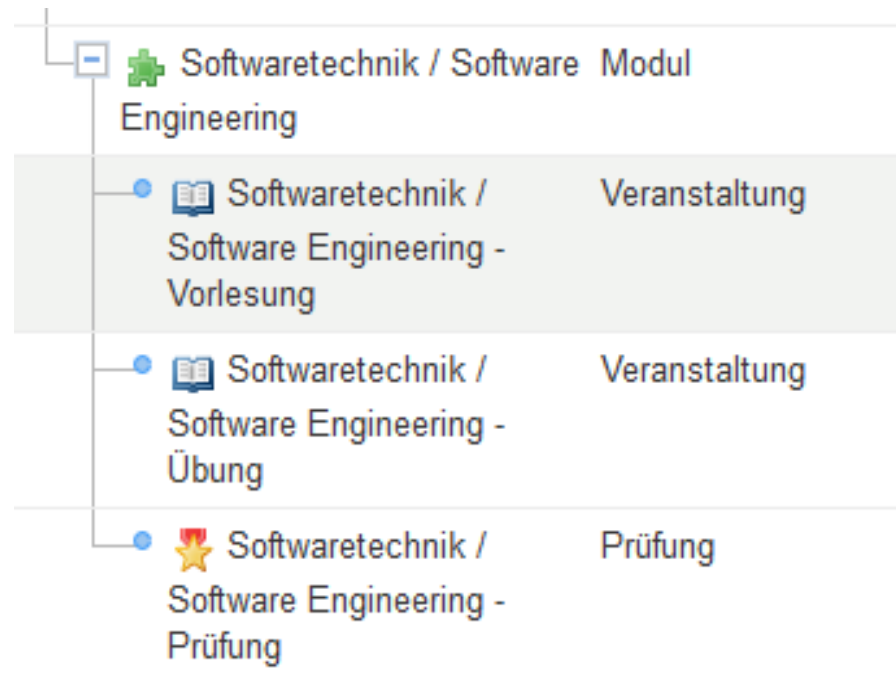 Softwaretechnik / Software Modul
Engineering
Softwaretechnik / Veranstaltung
Software Engineering -
Vorlesung
Softwaretechnik / Veranstaltung
Software Engineering -
Übung
Softwaretechnik / Prüfung
Software Engineering -
Prüfung